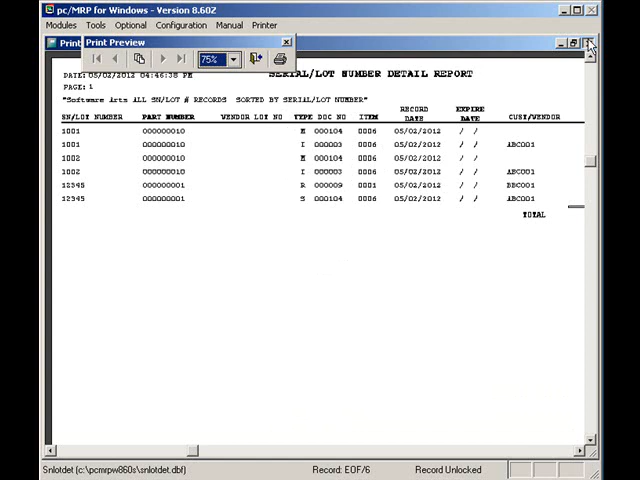 pc/MRP for Windows - Version 8.602
Modules Tools Optional Configuration Manual Printer
Print
Print Preview
75%
DATE: 05/02/2012 04:46:38 PM SERIAL/LOT NUMBER DETAIL REPORT
PAGE: 1
"Software Arts ALL SN/LOT # RECORDS SORTED BY SERIAL/LOT NUMBER"
SN/LOT NUMBER PART NUMBER VENDOR LOT NO TYPE DOC NO ITEM RECORD DATE EXPIRE DATE CUST/VENDOR
1001 000000010 M 000104 0006 05/02/2012 / /
1001 000000010 I 000003 0006 05/02/2012 / / ABC001
1002 000000010 M 000104 0006 05/02/2012 / /
1002 000000010 I 000003 0006 05/02/2012 / / ABC001
12345 000000001 R 000009 0001 05/02/2012 / / BBC001
12345 000000001 S 000104 0006 05/02/2012 / / ABC001
TOTAL
Snlotdet (c:\pcmrpw860s\snlotdet.dbf) Record: EOF/6 Record Unlocked